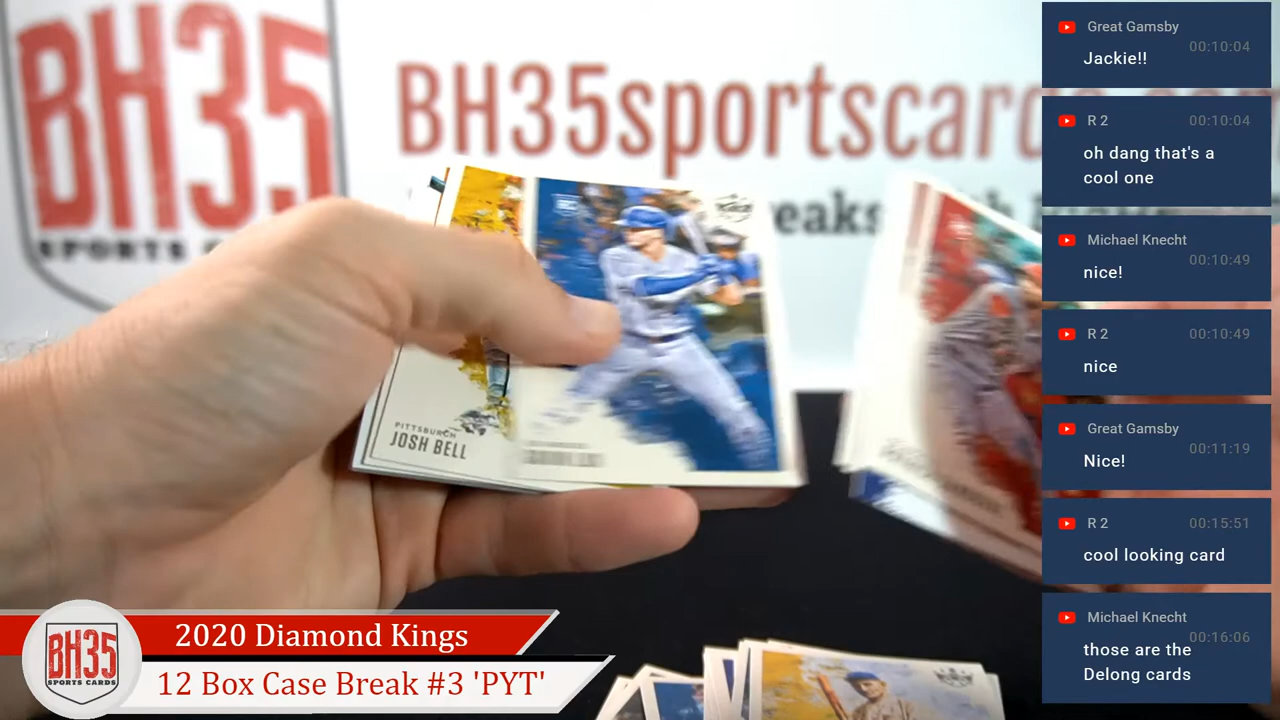 BH35
SPORTS C
BH35sportscard
reaks
PITTSBURGH
JOSH BELL
Great Gamsby
00:10:04
Jackie!!
R 2
00:10:04
oh dang that's a
cool one
Michael Knecht
00:10:49
nice!
R 2
00:10:49
nice
Great Gamsby
00:11:19
Nice!
R 2
00:15:51
cool looking card
Michael Knecht
00:16:06
those are the
Delong cards
BH35
SPORTS CARDS
2020 Diamond Kings
12 Box Case Break #3 'PYT'